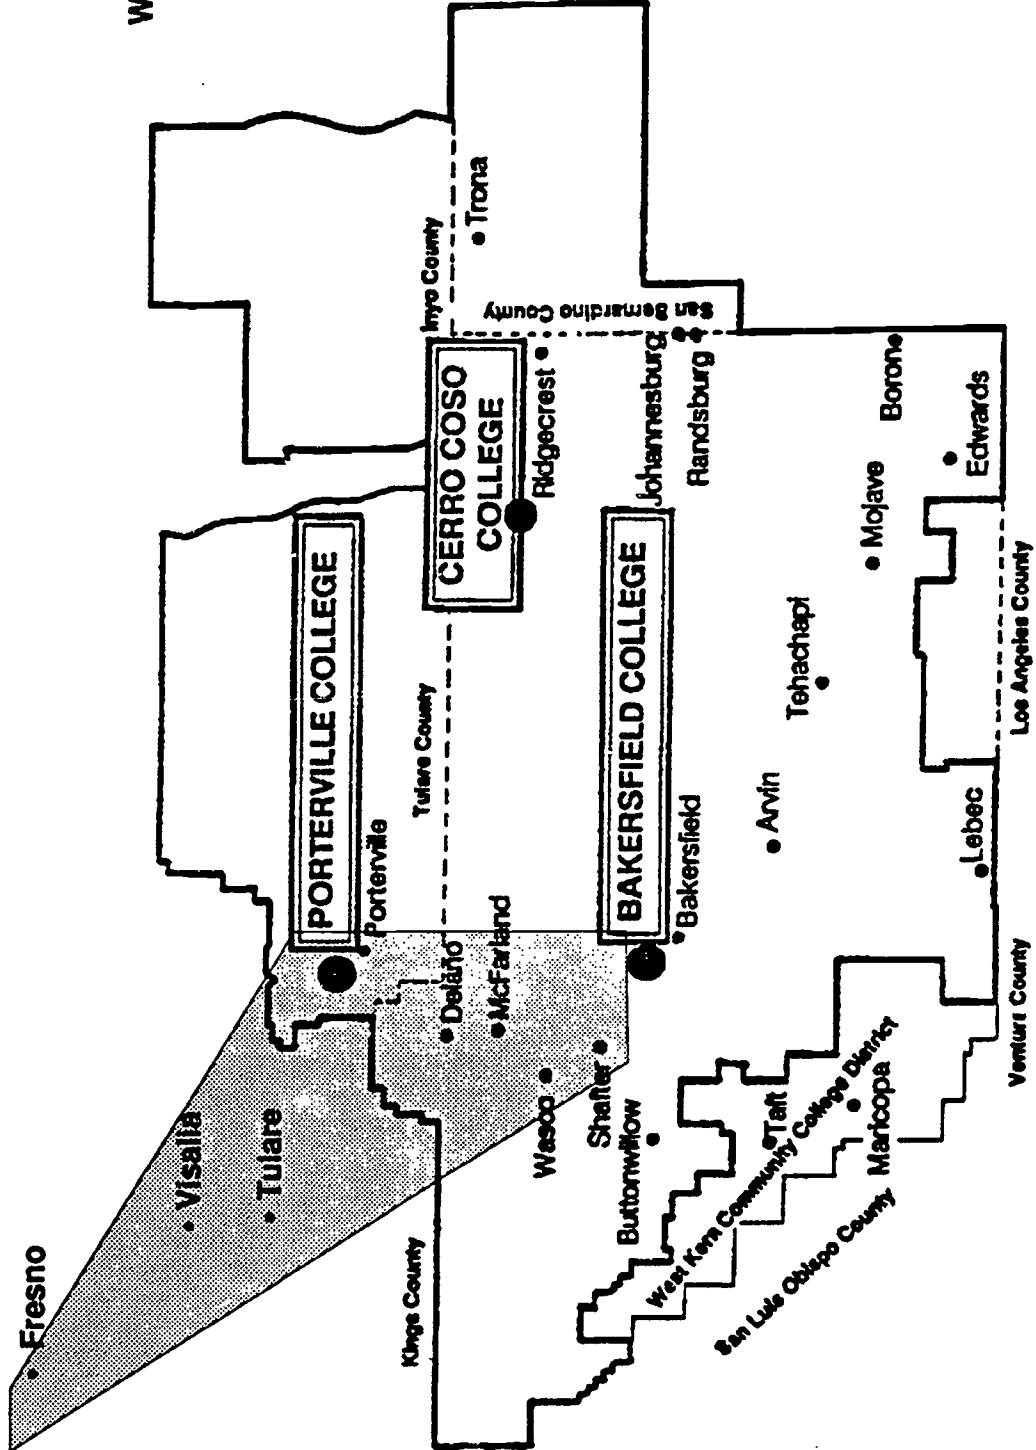 W
Fresno
Visalia
Tulare
PORTERVILLE COLLEGE
Porterville
Kings County
Tulare County
Inyo County
Trona
Delano
McFarland
CERRO COSO
COLLEGE
Ridgecrest
San Bernardino County
Wasco
Shafter
Buttonwillow
BAKERSFIELD COLLEGE
Bakersfield
Johannesburg
Randsburg
West Kern Community College District
Taft
Maricopa
San Luis Obispo County
Arvin
Tehachapi
Mojave
Boron
Edwards
Lebec
Ventura County
Los Angeles County